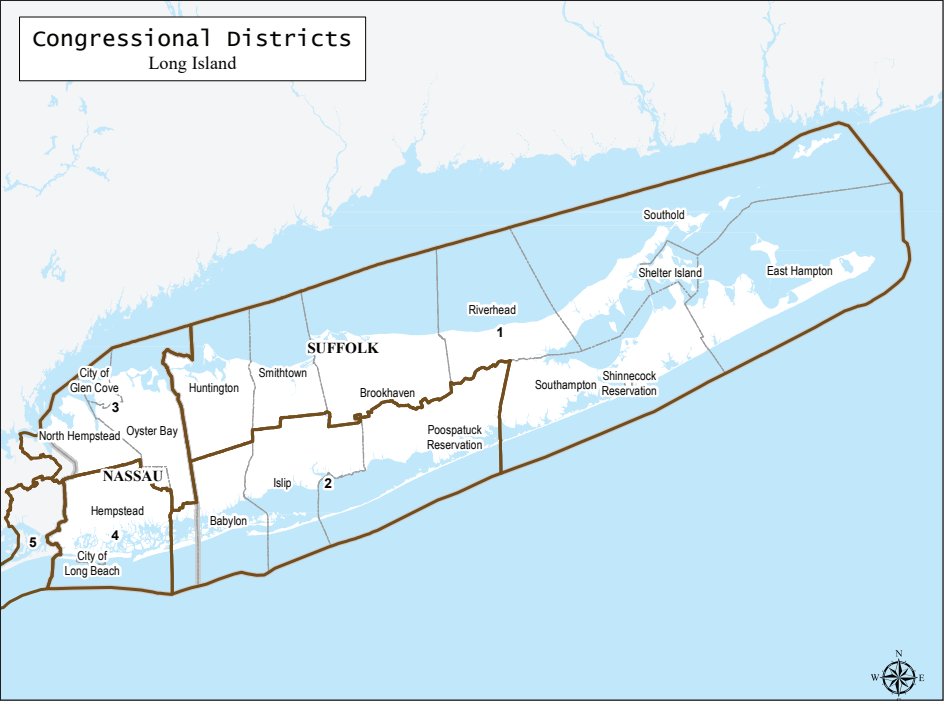 Congressional Districts
Long Island
Southold
Shelter Island
East Hampton
Riverhead
1
SUFFOLK
City of
Glen Cove
3
Huntington
Smithtown
Brookhaven
Southampton
Shinnecock
Reservation
North Hempstead
Oyster Bay
Poospatuck
Reservation
NASSAU
Islip
2
Hempstead
Babylon
4
5
City of
Long Beach
N
W
E
S